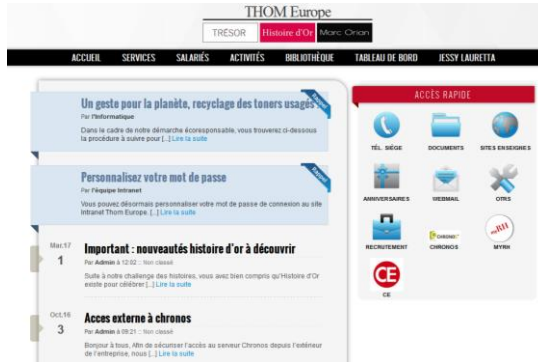 THOM Europe
TRÉSOR Histoire d'Or Marc Orian
ACCUEIL SERVICES SALARIÉS ACTIVITÉS BIBLIOTHÈQUE TABLEAU DE BORD JESSY LAURETTA
Un geste pour la planète, recyclage des toners usagés
Rappel
Par l'Informatique
Dans le cadre de notre démarche écoresponsable, vous trouverez ci-dessous
la procédure à suivre pour [...] Lire la suite
Personnalisez votre mot de passe
Rappel
Par l'équipe Intranet
Vous pouvez désormais personnaliser votre mot de passe de connexion au site
Intranet Thom Europe. [...] Lire la suite
Mar.17
1
Important : nouveautés histoire d'or à découvrir
Par Admin à 12:02 :: Non classé
Suite à notre challenge des histoires, vous avez bien compris qu'Histoire d'Or
existe pour célébrer [...] Lire la suite
Oct.16
3
Acces externe à chronos
Par Admin à 09:21 :: Non classé
Bonjour à tous, Afin de sécuriser l'accès au serveur Chronos depuis l'extérieur
de l'entreprise, nous [...] Lire la suite
ACCÈS RAPIDE
TÉL. SIÈGE DOCUMENTS SITES ENSEIGNES
ANNIVERSAIRES WEBMAIL OTRS
CHRONOS
myRH
RECRUTEMENT CHRONOS MYRH
CE
CE